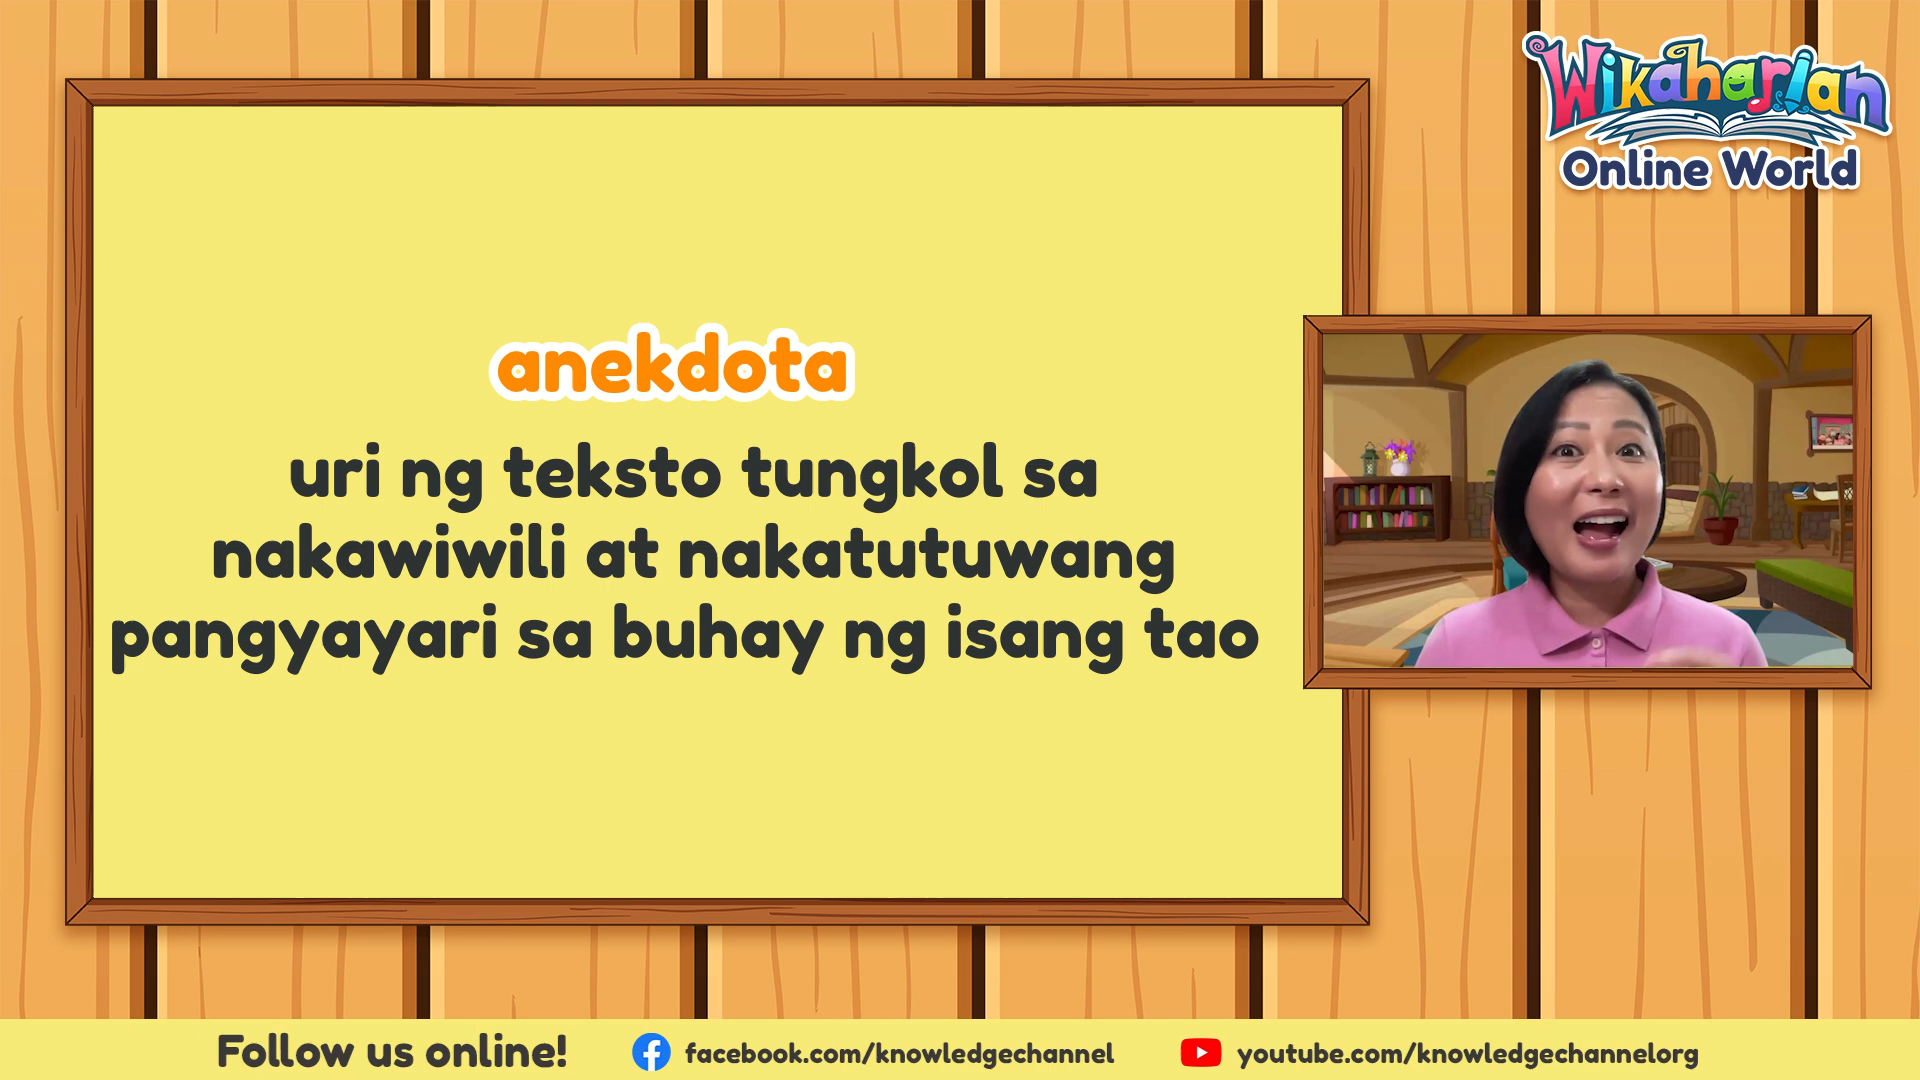 Wikaharian
Online World
anekdota
uri ng teksto tungkol sa
nakawiwili at nakatutuwang
pangyayari sa buhay ng isang tao
Follow us online!
facebook.com/knowledgechannel
youtube.com/knowledgechannelorg